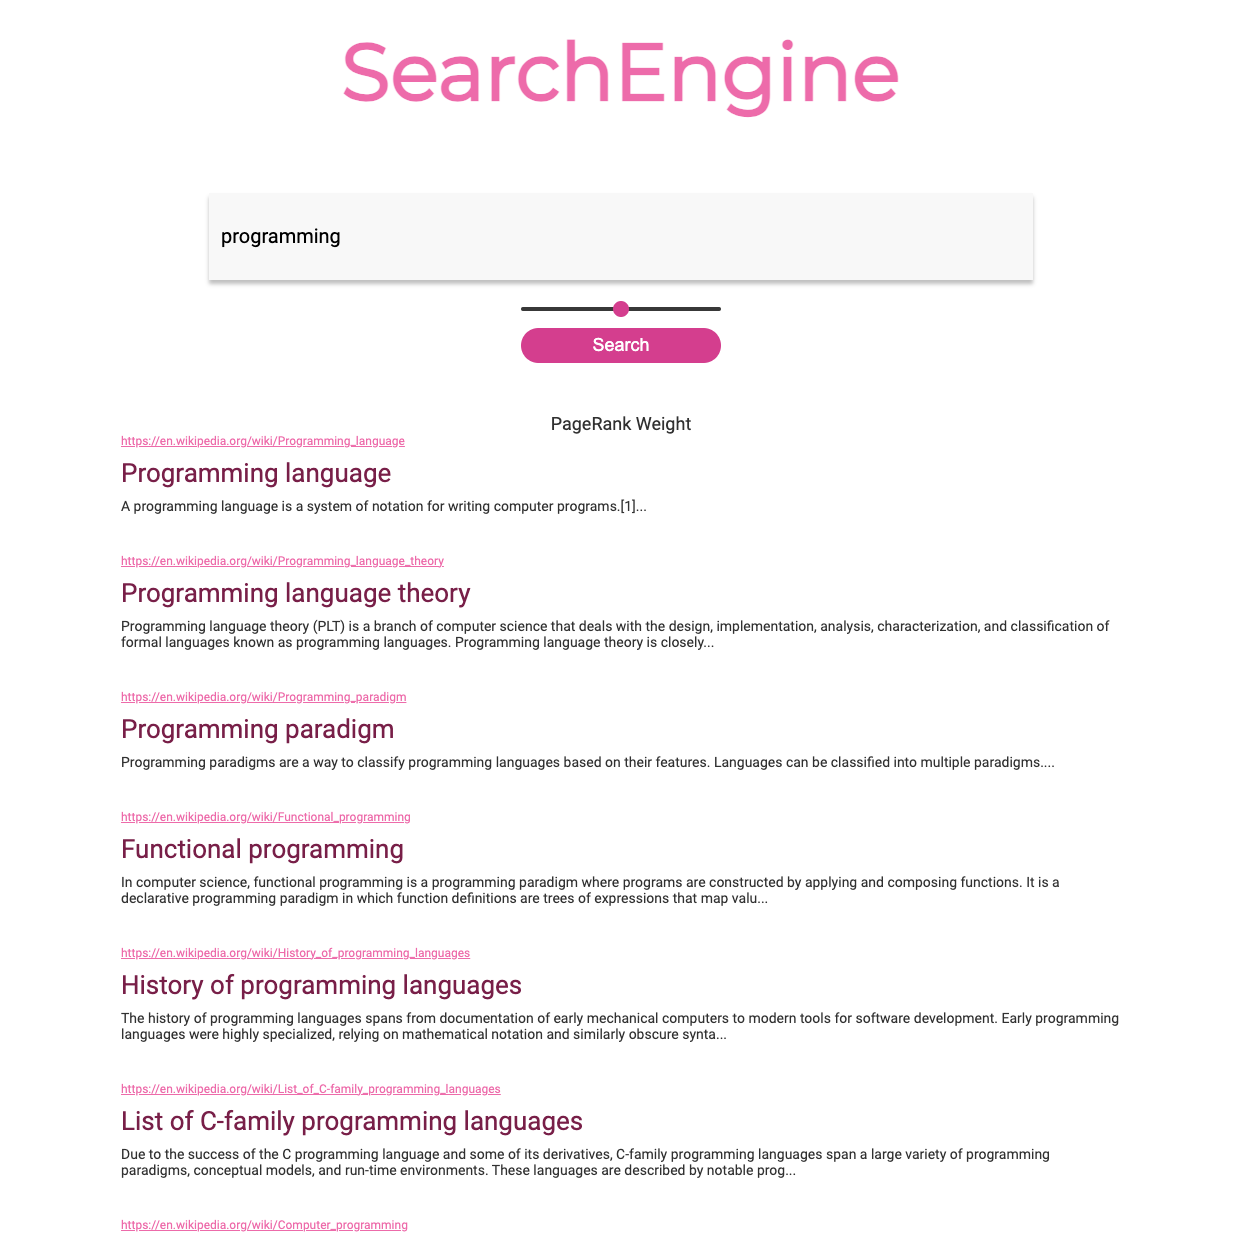 SearchEngine
programming
Search
PageRank Weight
https://en.wikipedia.org/wiki/Programming_language
Programming language
A programming language is a system of notation for writing computer programs.[1]...
https://en.wikipedia.org/wiki/Programming_language_theory
Programming language theory
Programming language theory (PLT) is a branch of computer science that deals with the design, implementation, analysis, characterization, and classification of
formal languages known as programming languages. Programming language theory is closely...
https://en.wikipedia.org/wiki/Programming_paradigm
Programming paradigm
Programming paradigms are a way to classify programming languages based on their features. Languages can be classified into multiple paradigms....
https://en.wikipedia.org/wiki/Functional_programming
Functional programming
In computer science, functional programming is a programming paradigm where programs are constructed by applying and composing functions. It is a
declarative programming paradigm in which function definitions are trees of expressions that map valu...
https://en.wikipedia.org/wiki/History_of_programming_languages
History of programming languages
The history of programming languages spans from documentation of early mechanical computers to modern tools for software development. Early programming
languages were highly specialized, relying on mathematical notation and similarly obscure synta...
https://en.wikipedia.org/wiki/List_of_C-family_programming_languages
List of C-family programming languages
Due to the success of the C programming language and some of its derivatives, C-family programming languages span a large variety of programming
paradigms, conceptual models, and run-time environments. These languages are described by notable prog...
https://en.wikipedia.org/wiki/Computer_programming